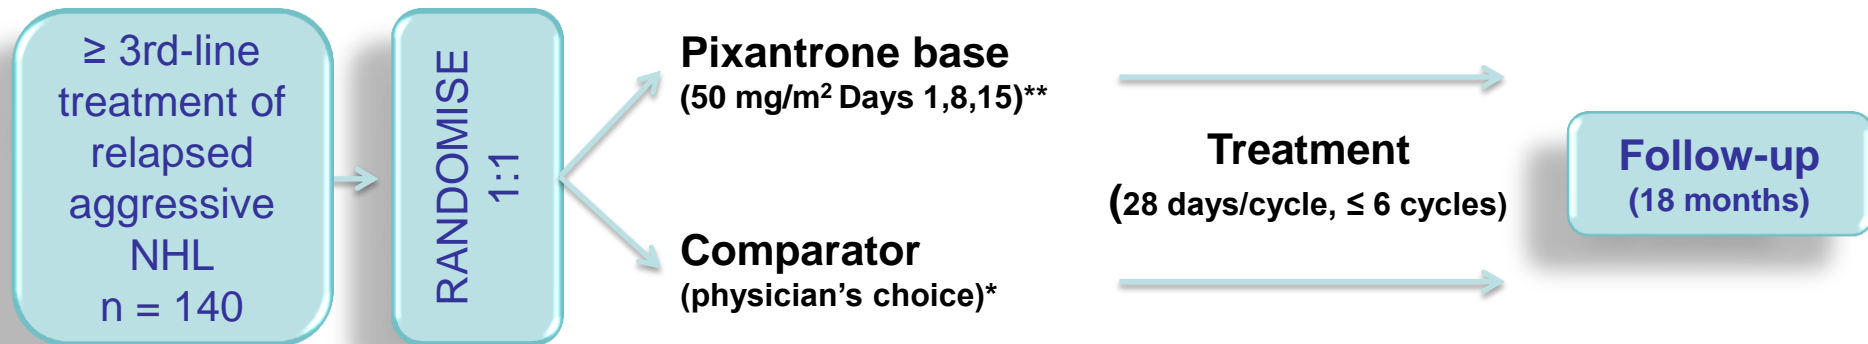 ≥ 3rd-line
treatment of
relapsed
aggressive
NHL
n = 140
RANDOMISE
1:1
Pixantrone base
(50 mg/m² Days 1,8,15)**
Comparator
(physician's choice)*
Treatment
(28 days/cycle, ≤ 6 cycles)
Follow-up
(18 months)